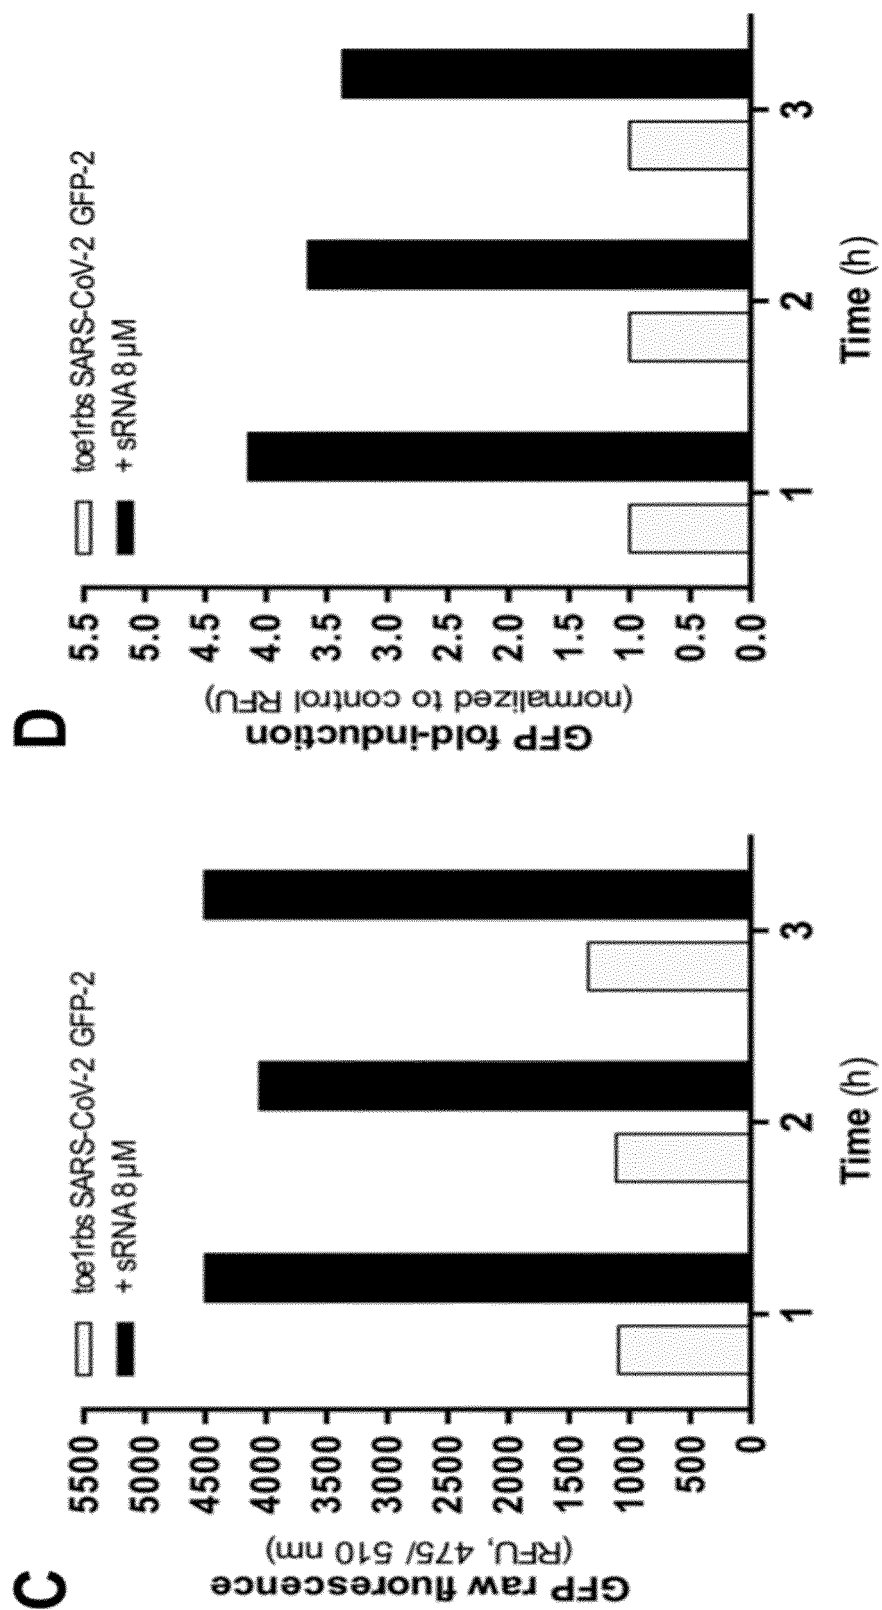 C
GFP raw fluorescence
(RFU, 475/ 510 nm)
5500
5000
4500
4000
3500
3000
2500
2000
1500
1000
500
0
toe1rbs SARS-CoV-2 GFP-2
+ sRNA 8 µM
1
2
3
Time (h)
D
GFP fold-induction
(normalized to control RFU)
5.5
5.0
4.5
4.0
3.5
3.0
2.5
2.0
1.5
1.0
0.5
0.0
toe1rbs SARS-CoV-2 GFP-2
+ sRNA 8 µM
1
2
3
Time (h)